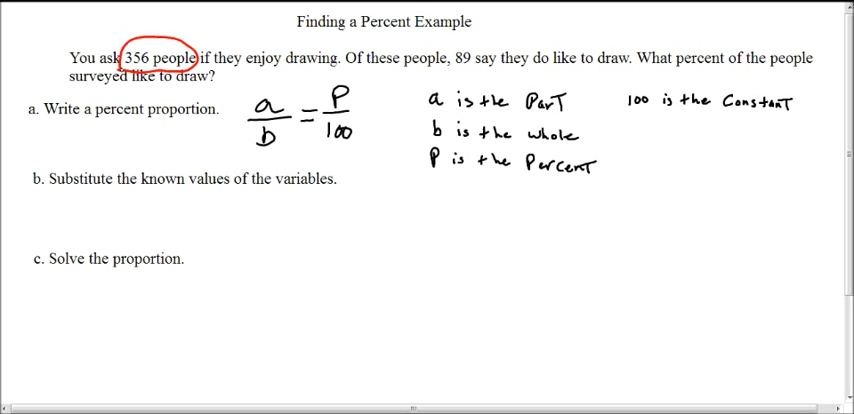 Finding a Percent Example
You ask 356 people if they enjoy drawing. Of these people, 89 say they do like to draw. What percent of the people
surveyed like to draw?
a. Write a percent proportion.
a/b = P/100
a is the Part
b is the whole
P is the Percent
100 is the Constant
b. Substitute the known values of the variables.
c. Solve the proportion.